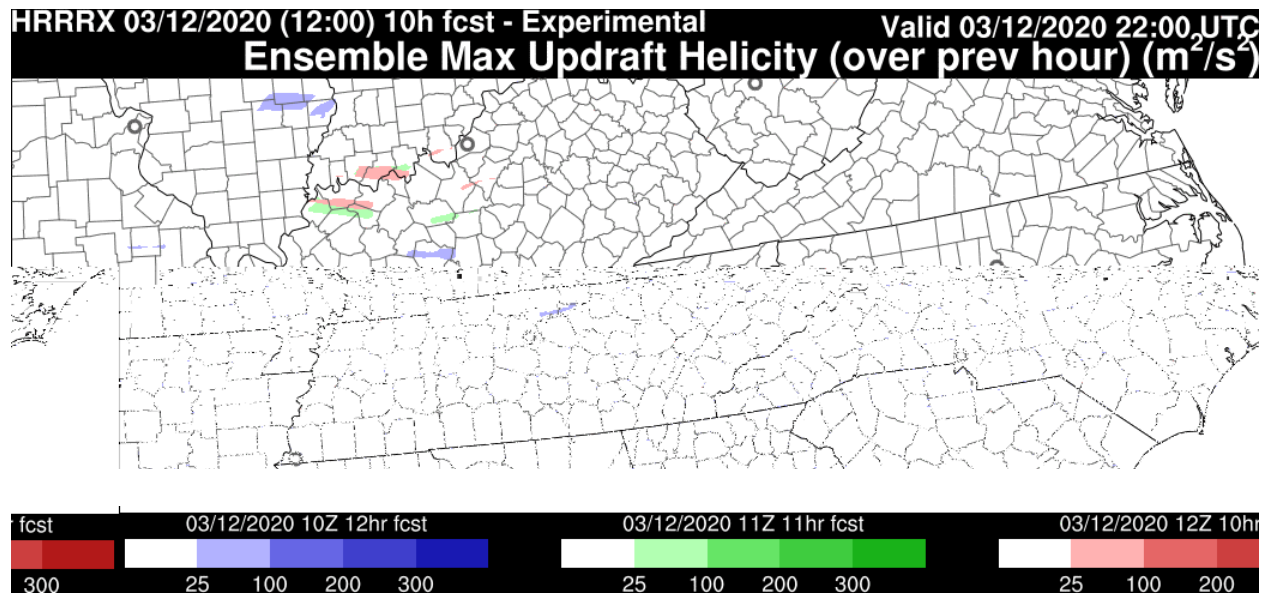 HRRRX 03/12/2020 (12:00) 10h fcst - Experimental
Valid 03/12/2020 22:00 UTC
Ensemble Max Updraft Helicity (over prev hour) (m²/s²)
fcst
03/12/2020 10Z 12hr fcst
03/12/2020 11Z 11hr fcst
03/12/2020 12Z 10hr
300
25 100 200 300
25 100 200 300
25 100 200